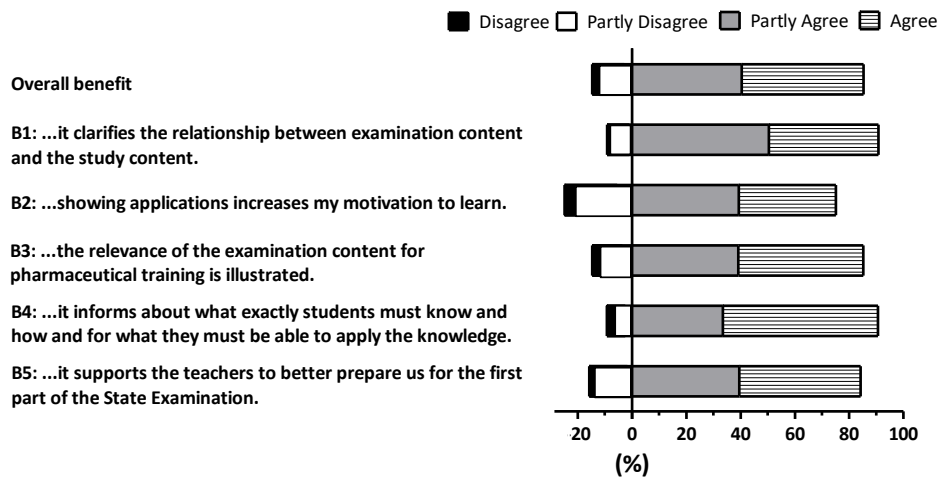 Disagree Partly Disagree Partly Agree Agree
Overall benefit
B1: ...it clarifies the relationship between examination content
and the study content.
B2: ...showing applications increases my motivation to learn.
B3: ...the relevance of the examination content for
pharmaceutical training is illustrated.
B4: ...it informs about what exactly students must know and
how and for what they must be able to apply the knowledge.
B5: ...it supports the teachers to better prepare us for the first
part of the State Examination.
-20 0 20 40 60 80 100
(%)